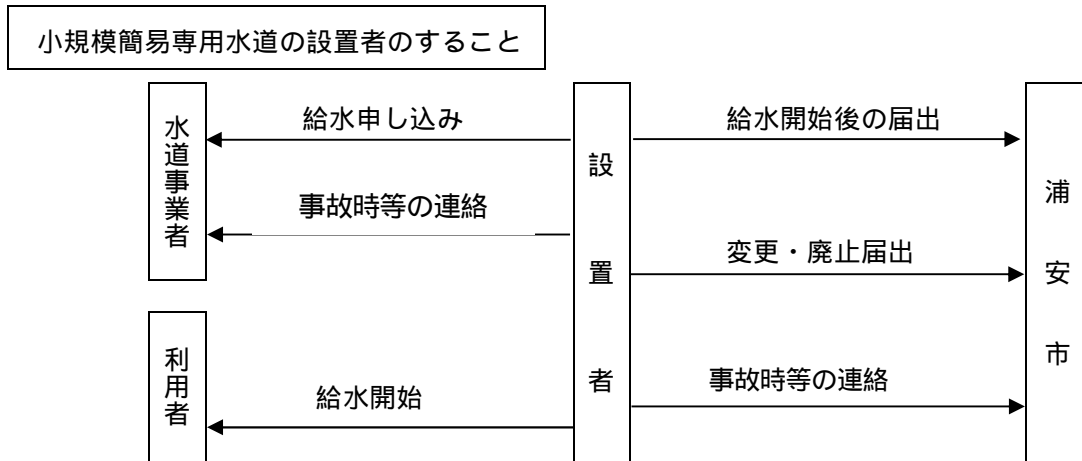 小規模簡易専用水道の設置者のすること
水道事業者
給水申し込み
事故時等の連絡
利用者
給水開始
設置者
給水開始後の届出
変更・廃止届出
事故時等の連絡
浦安市